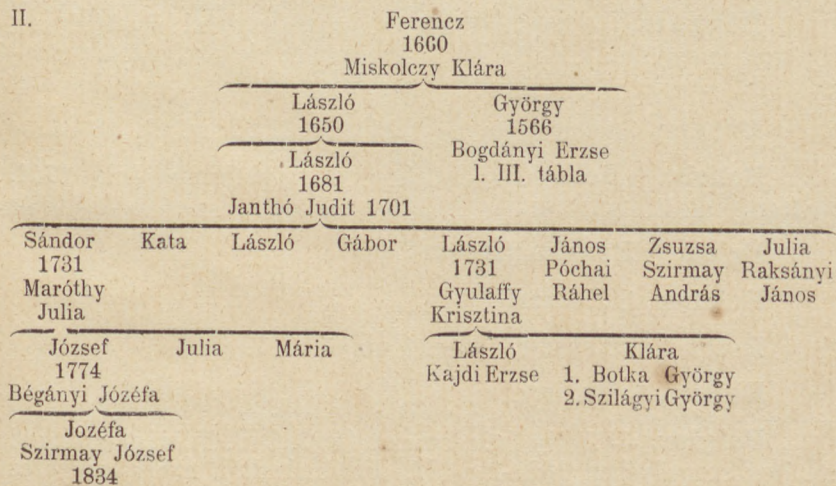 II.
Ferencz
1660
Miskolczy Klára
László György
1650 1566
László Bogdányi Erzse
1681 l. III. tábla
Janthó Judit 1701
Sándor Kata László Gábor László János Zsuzsa Julia
1731 1731 Póchai Szirmay Raksányi
Maróthy Gyulaffy Ráhel András János
Julia Krisztina
József Julia Mária László Klára
1774 Kajdi Erzse 1. Botka György
Bégányi Józéfa 2. Szilágyi György
Jozéfa
Szirmay József
1834